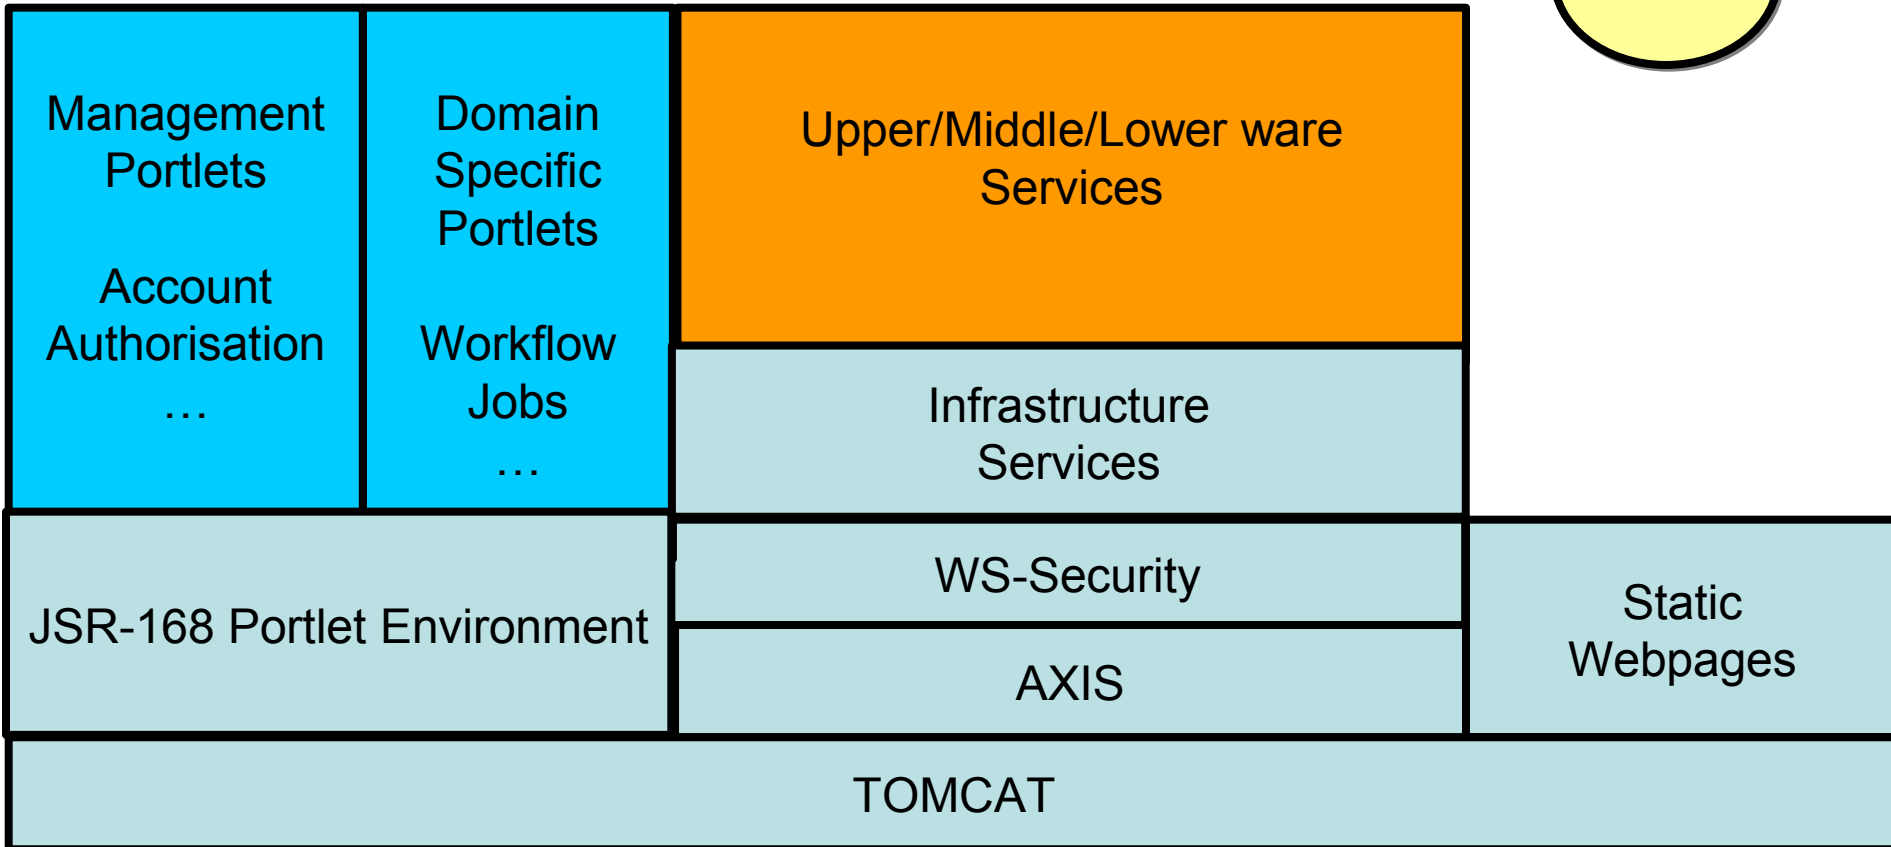 Management
Portlets
Account
Authorisation
…
Domain
Specific
Portlets
Workflow
Jobs
…
Upper/Middle/Lower ware
Services
Infrastructure
Services
JSR-168 Portlet Environment
WS-Security
AXIS
Static
Webpages
TOMCAT